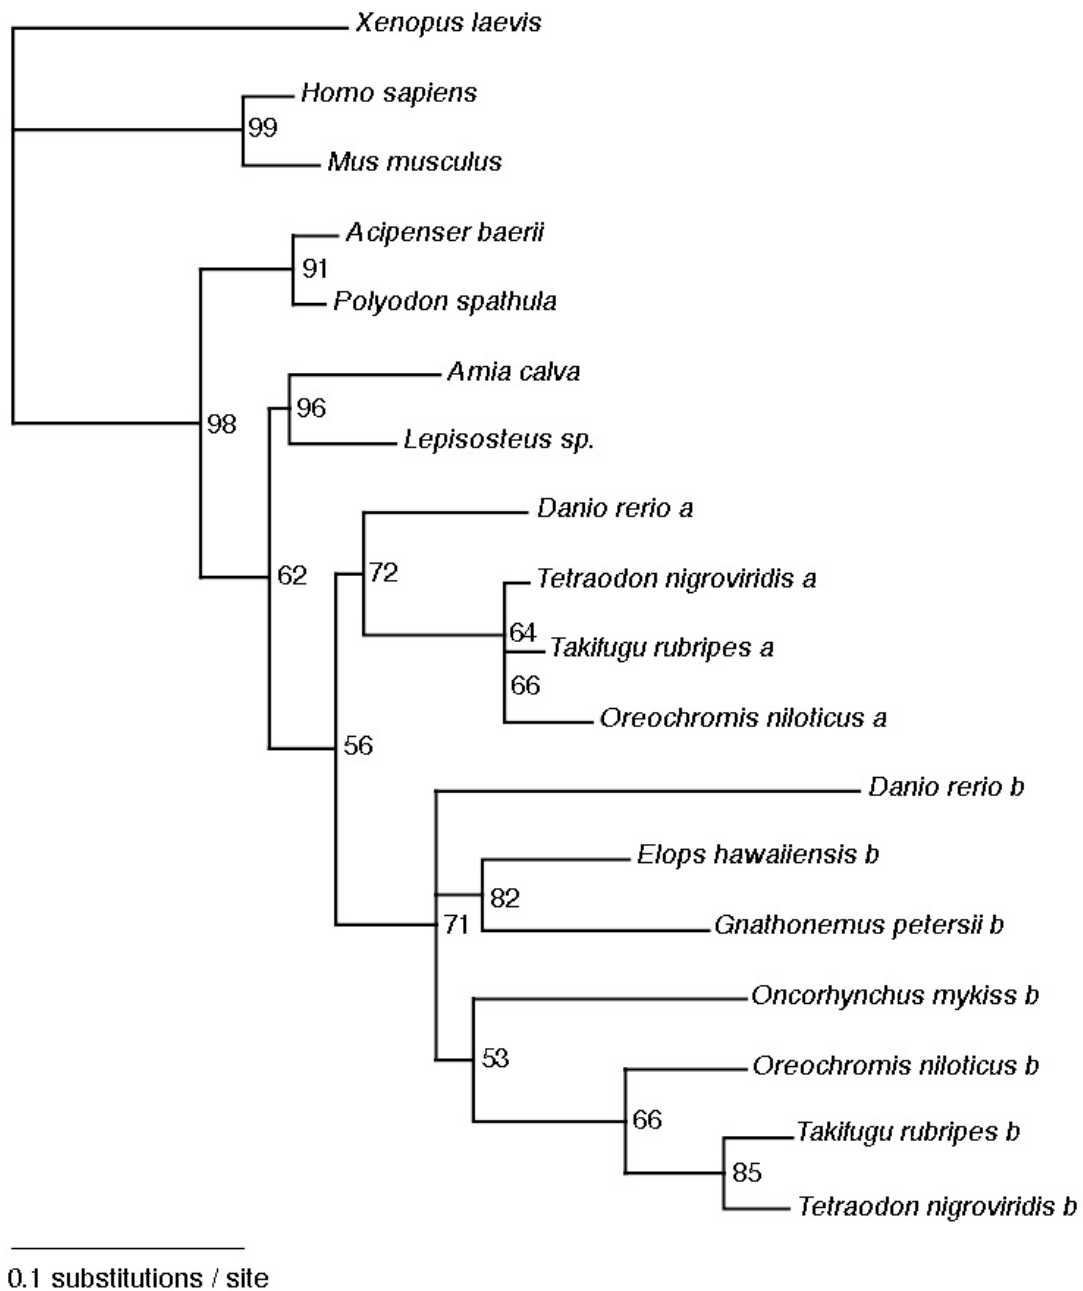 Xenopus laevis
Homo sapiens
99
Mus musculus
Acipenser baerii
91
Polyodon spathula
Amia calva
96
98
Lepisosteus sp.
Danio rerio a
72
62
Tetraodon nigroviridis a
64
Takifugu rubripes a
66
Oreochromis niloticus a
56
Danio rerio b
Elops hawaiiensis b
82
71
Gnathonemus petersii b
Oncorhynchus mykiss b
53
Oreochromis niloticus b
66
Takifugu rubripes b
85
Tetraodon nigroviridis b
0.1 substitutions / site